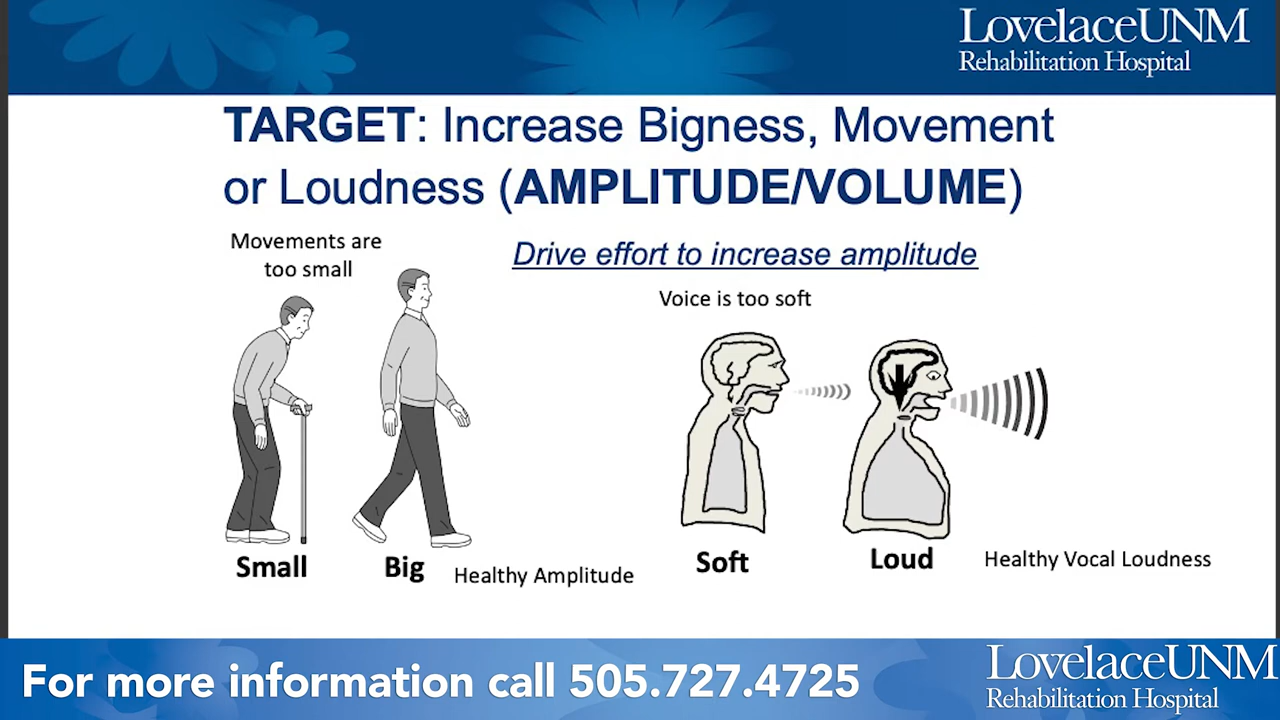 LovelaceUNM
Rehabilitation Hospital
TARGET: Increase Bigness, Movement
or Loudness (AMPLITUDE/VOLUME)
Movements are
too small
Drive effort to increase amplitude
Voice is too soft
Small
Big
Healthy Amplitude
Soft
Loud
Healthy Vocal Loudness
For more information call 505.727.4725
LovelaceUNM
Rehabilitation Hospital